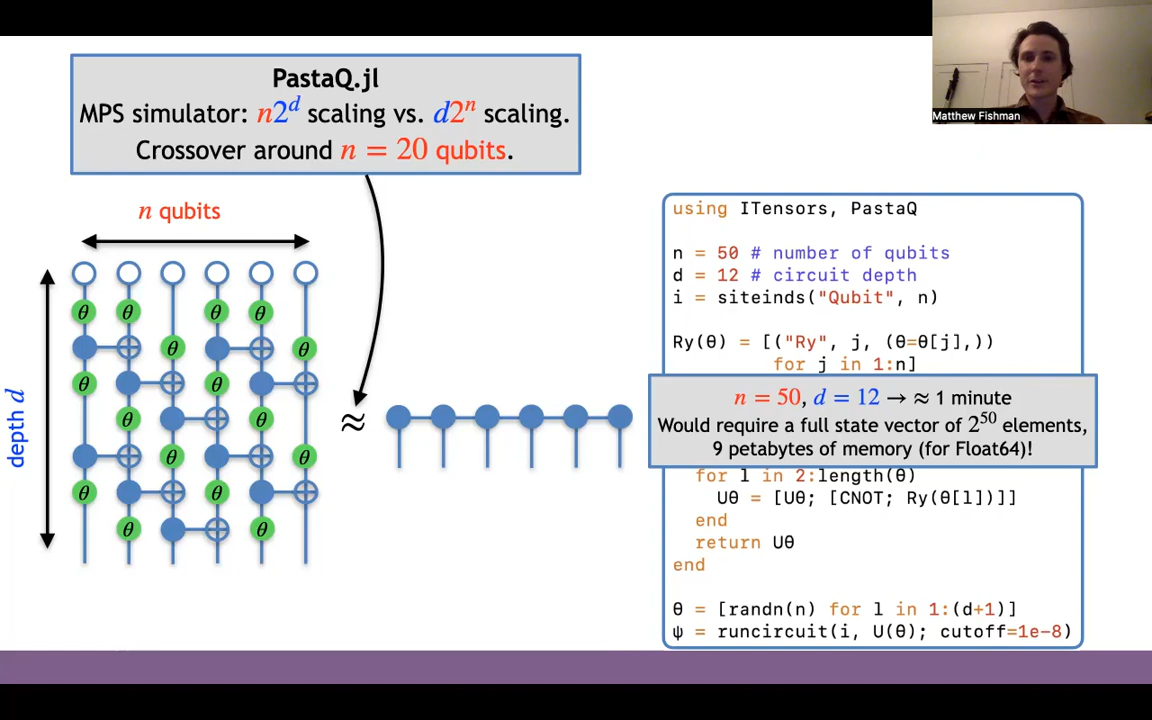 PastaQ.jl
MPS simulator: n2^d scaling vs. d2^n scaling.
Crossover around n = 20 qubits.
Matthew Fishman
n qubits
depth d
θ θ θ θ
θ θ
θ θ
θ θ
θ θ
θ θ
θ θ
≈
using ITensors, PastaQ
n = 50 # number of qubits
d = 12 # circuit depth
i = siteinds("Qubit", n)
Ry(θ) = [("Ry", j, (θ=θ[j],))
for j in 1:n]
n = 50, d = 12 → ≈ 1 minute
Would require a full state vector of 2^50 elements,
9 petabytes of memory (for Float64)!
for l in 2:length(θ)
Uθ = [Uθ; [CNOT; Ry(θ[l])]]
end
return Uθ
end
θ = [randn(n) for l in 1:(d+1)]
ψ = runcircuit(i, U(θ); cutoff=1e-8)